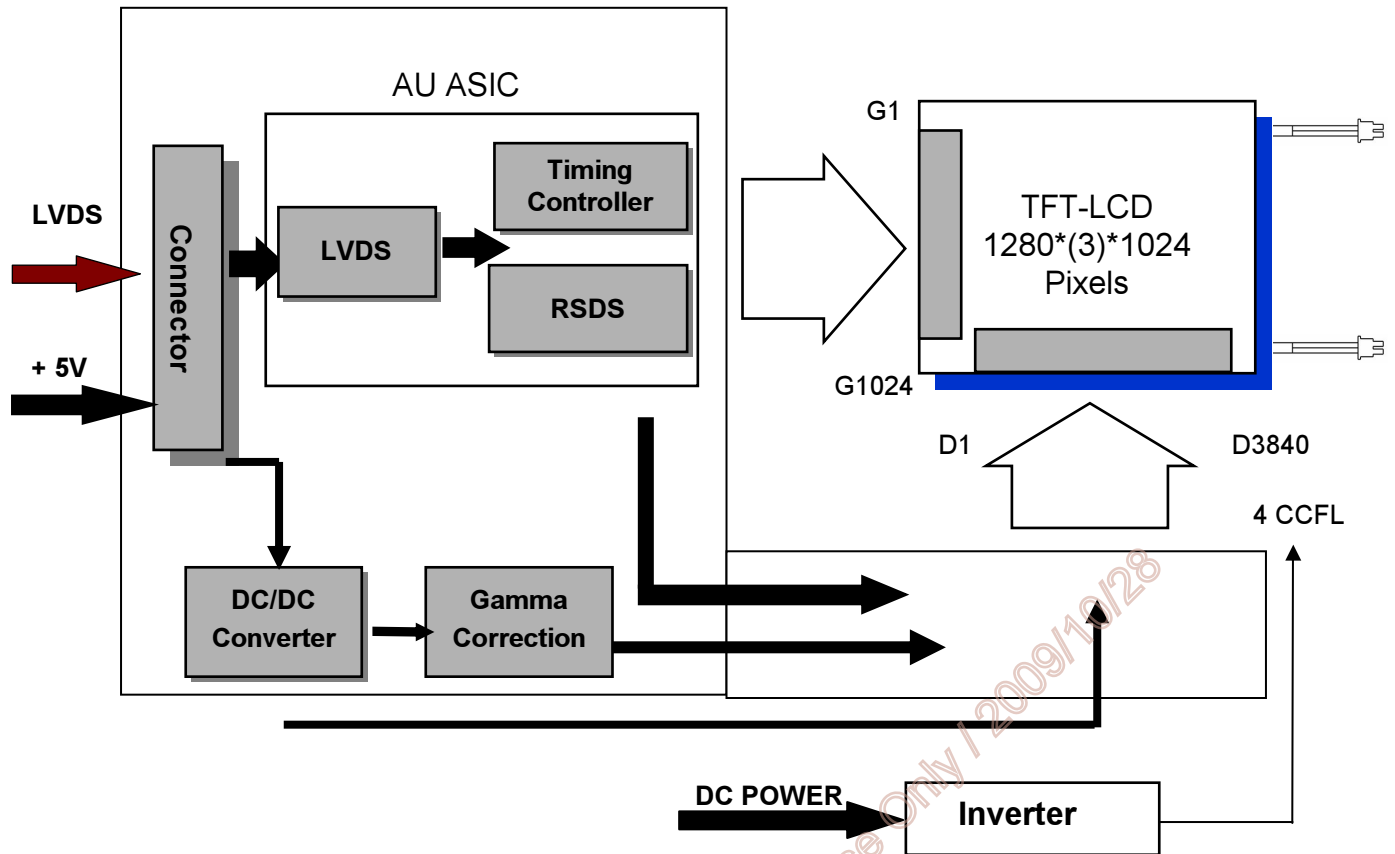 AU ASIC
G1
Timing
Controller
TFT-LCD
1280*(3)*1024
Pixels
LVDS
Connector
LVDS
RSDS
+ 5V
G1024
D1
D3840
4 CCFL
DC/DC
Converter
Gamma
Correction
Only / 2009/10/28
DC POWER
Inverter